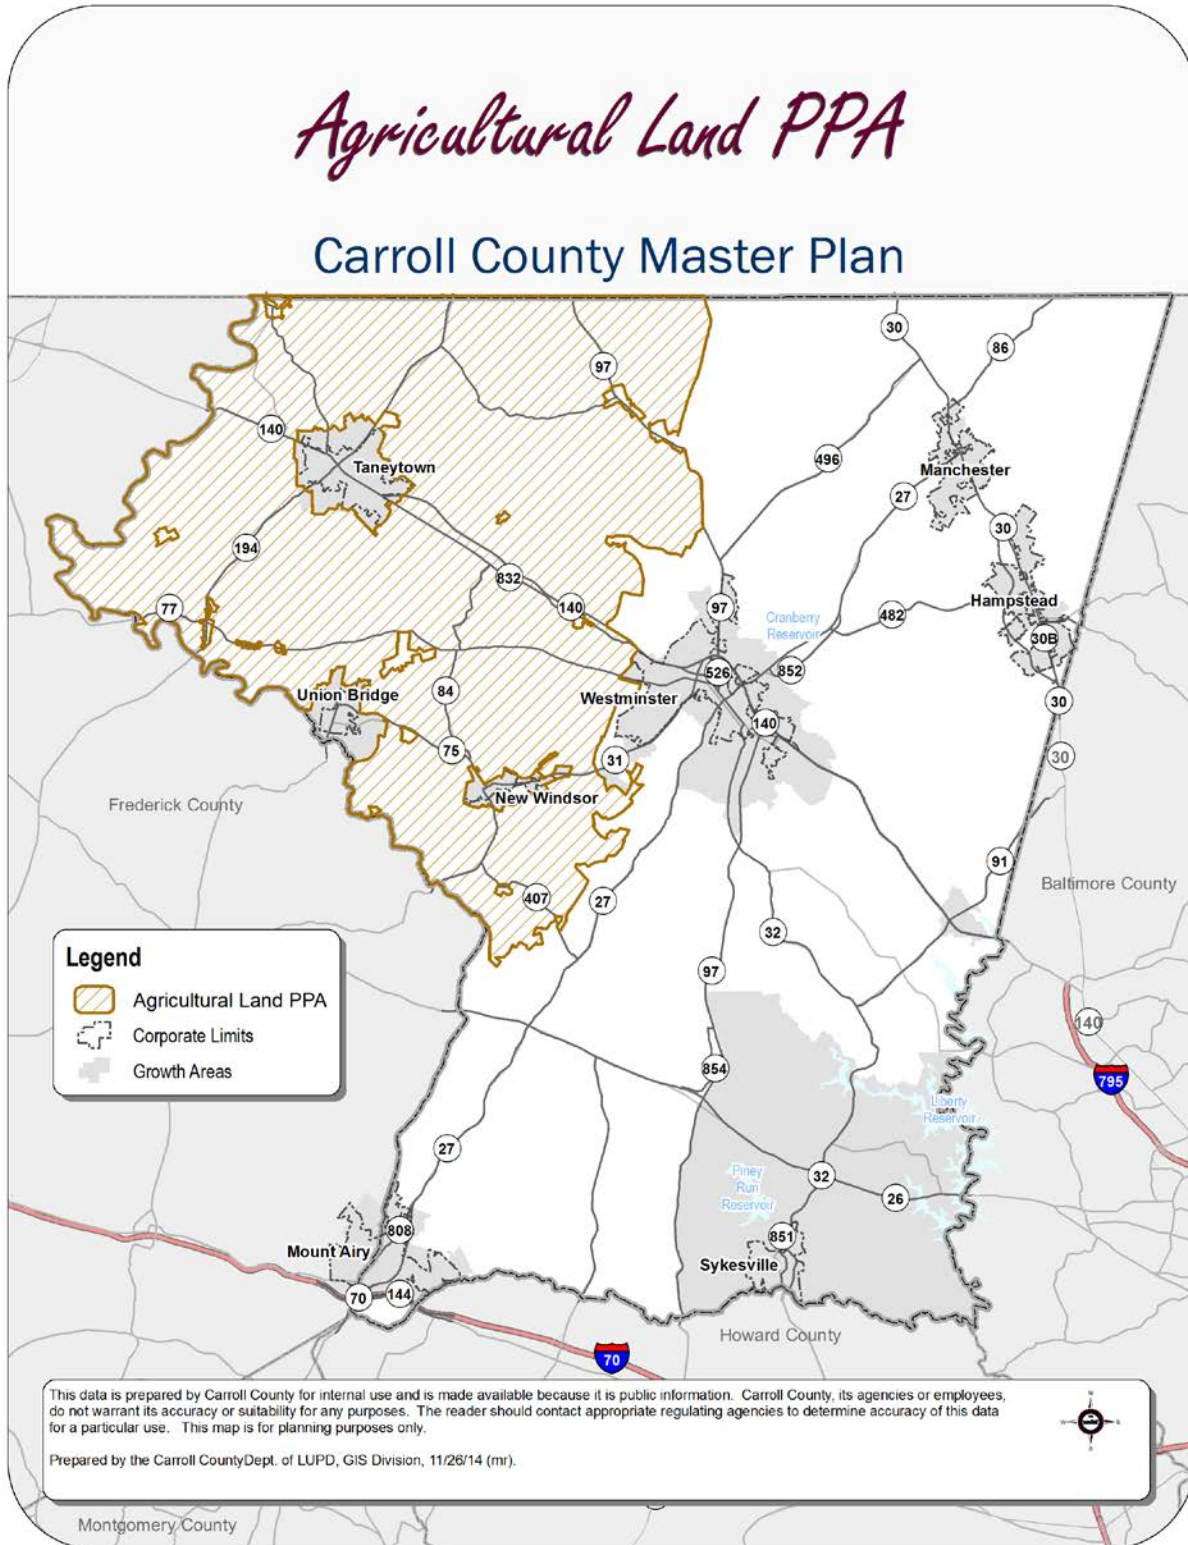 Agricultural Land PPA
Carroll County Master Plan
30
86
97
140
Taneytown
496
Manchester
27
30
194
832
77
140
97
Cranberry
Reservoir
482
Hampstead
30B
526
852
Union Bridge
84
Westminster
140
30
75
31
30
New Windsor
Frederick County
91
Baltimore County
407
27
32
97
Legend
Agricultural Land PPA
Corporate Limits
Growth Areas
140
854
795
Liberty
Reservoir
27
Piney
Run
Reservoir
32
26
808
851
Mount Airy
Sykesville
70
144
Howard County
70
This data is prepared by Carroll County for internal use and is made available because it is public information. Carroll County, its agencies or employees,
do not warrant its accuracy or suitability for any purposes. The reader should contact appropriate regulating agencies to determine accuracy of this data
for a particular use. This map is for planning purposes only.
Prepared by the Carroll CountyDept. of LUPD, GIS Division, 11/26/14 (mr).
N
W
E
S
Montgomery County